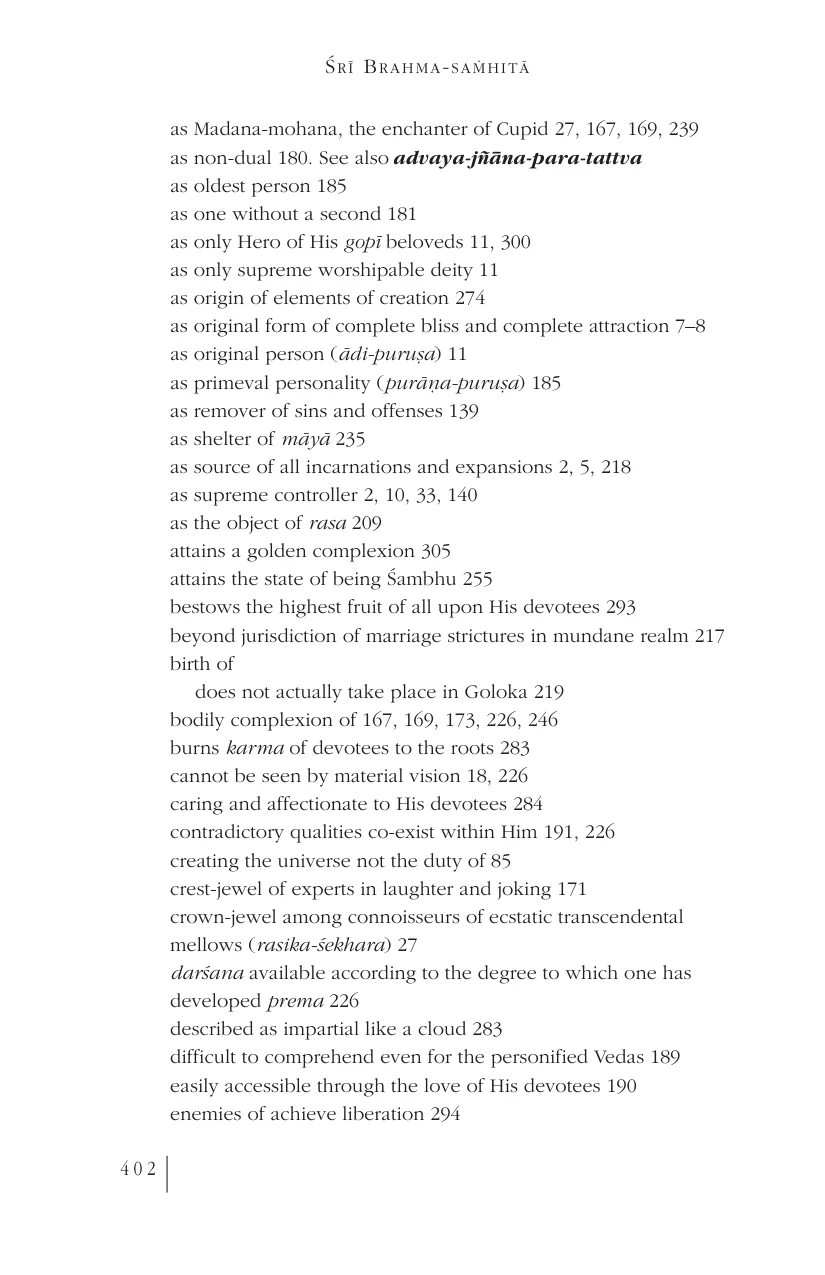 Śrī Brahma-saṁhitā
as Madana-mohana, the enchanter of Cupid 27, 167, 169, 239
as non-dual 180. See also advaya-jñāna-para-tattva
as oldest person 185
as one without a second 181
as only Hero of His gopī beloveds 11, 300
as only supreme worshipable deity 11
as origin of elements of creation 274
as original form of complete bliss and complete attraction 7–8
as original person (ādi-puruṣa) 11
as primeval personality (purāṇa-puruṣa) 185
as remover of sins and offenses 139
as shelter of māyā 235
as source of all incarnations and expansions 2, 5, 218
as supreme controller 2, 10, 33, 140
as the object of rasa 209
attains a golden complexion 305
attains the state of being Śambhu 255
bestows the highest fruit of all upon His devotees 293
beyond jurisdiction of marriage strictures in mundane realm 217
birth of
does not actually take place in Goloka 219
bodily complexion of 167, 169, 173, 226, 246
burns karma of devotees to the roots 283
cannot be seen by material vision 18, 226
caring and affectionate to His devotees 284
contradictory qualities co-exist within Him 191, 226
creating the universe not the duty of 85
crest-jewel of experts in laughter and joking 171
crown-jewel among connoisseurs of ecstatic transcendental
mellows (rasika-śekhara) 27
darśana available according to the degree to which one has
developed prema 226
described as impartial like a cloud 283
difficult to comprehend even for the personified Vedas 189
easily accessible through the love of His devotees 190
enemies of achieve liberation 294
402